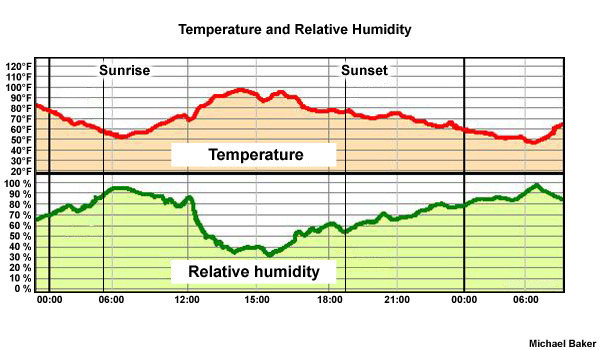 Temperature and Relative Humidity
Sunrise
Sunset
120°F
110°F
100°F
90°F
80°F
70°F
60°F
50°F
40°F
30°F
20°F
Temperature
100 %
90 %
80 %
70 %
60 %
50 %
40 %
30 %
20 %
10 %
0 %
Relative humidity
00:00 06:00 12:00 15:00 18:00 21:00 00:00 06:00
Michael Baker